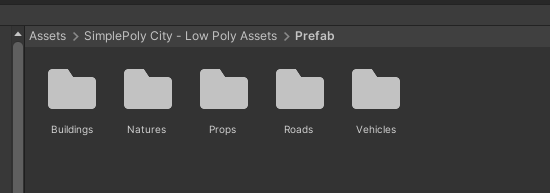 Assets > SimplePoly City - Low Poly Assets > Prefab
Buildings Natures Props Roads Vehicles